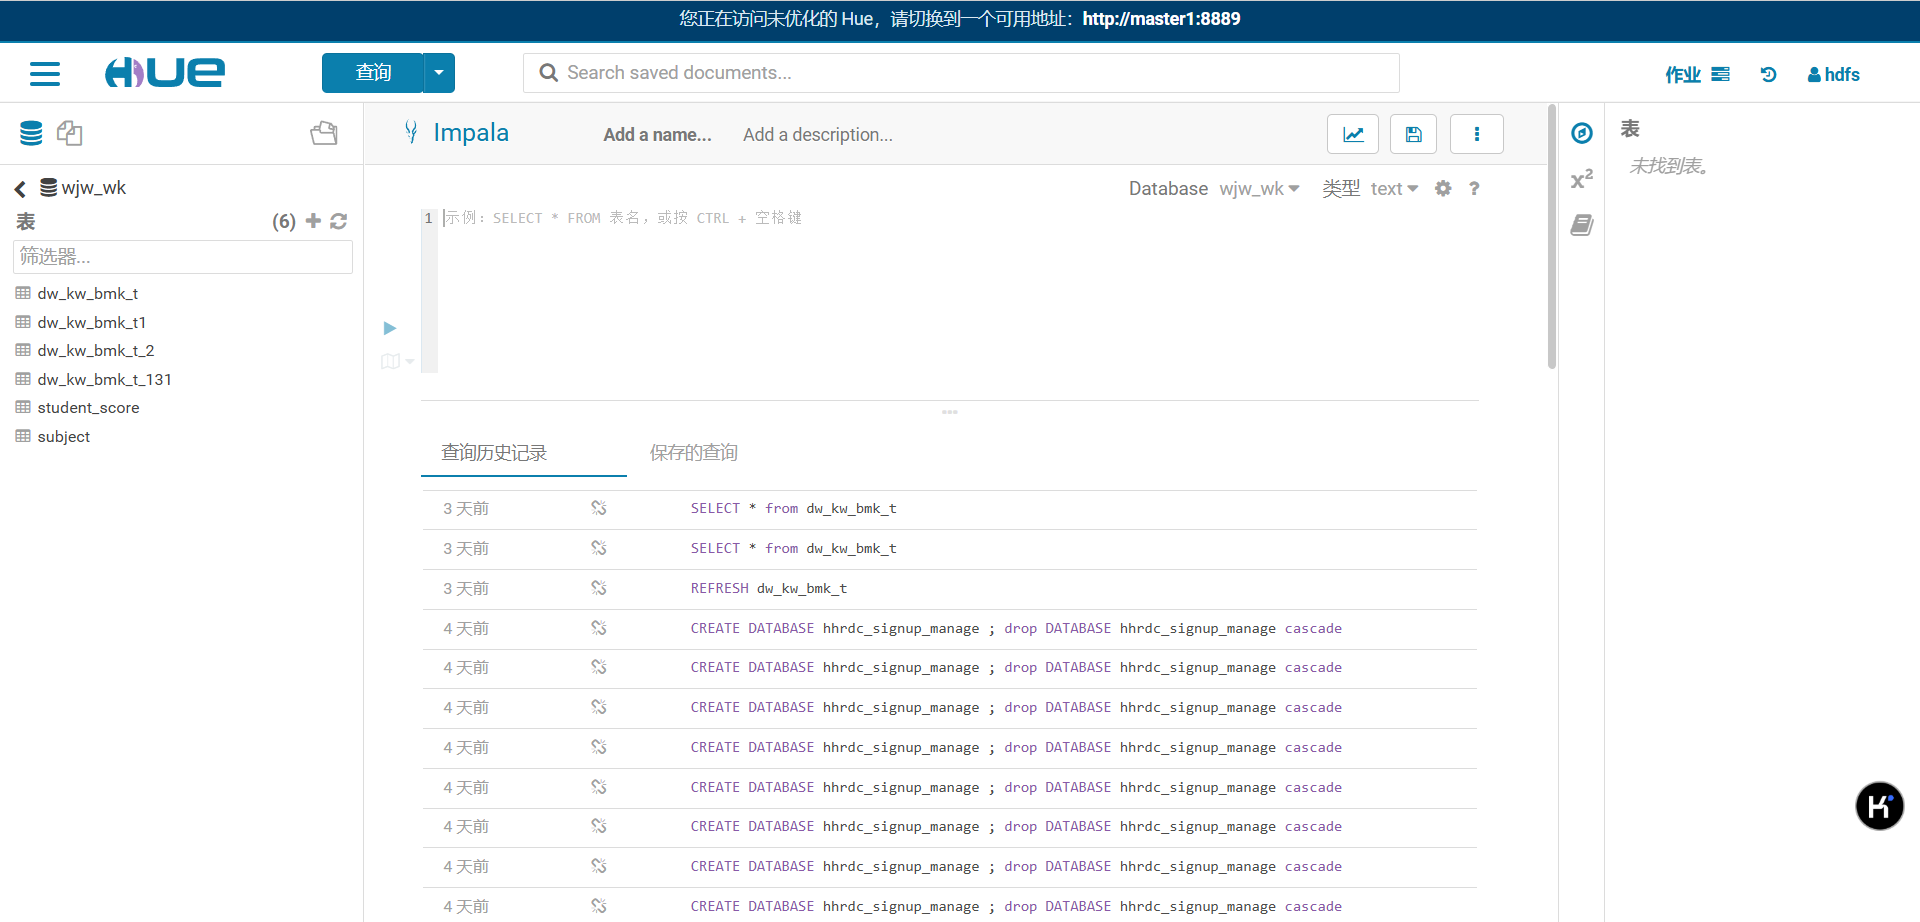 您正在访问未优化的 Hue，请切换到一个可用地址：http://master1:8889
HUE
查询
Search saved documents...
作业
hdfs
Impala
Add a name...
Add a description...
表
未找到表。
wjw_wk
表
(6)
筛选器...
dw_kw_bmk_t
dw_kw_bmk_t1
dw_kw_bmk_t_2
dw_kw_bmk_t_131
student_score
subject
Database wjw_wk 类型 text ?
x²
1 示例：SELECT * FROM 表名，或按 CTRL + 空格键
查询历史记录
保存的查询
3 天前 SELECT * from dw_kw_bmk_t
3 天前 SELECT * from dw_kw_bmk_t
3 天前 REFRESH dw_kw_bmk_t
4 天前 CREATE DATABASE hhrdc_signup_manage ; drop DATABASE hhrdc_signup_manage cascade
4 天前 CREATE DATABASE hhrdc_signup_manage ; drop DATABASE hhrdc_signup_manage cascade
4 天前 CREATE DATABASE hhrdc_signup_manage ; drop DATABASE hhrdc_signup_manage cascade
4 天前 CREATE DATABASE hhrdc_signup_manage ; drop DATABASE hhrdc_signup_manage cascade
4 天前 CREATE DATABASE hhrdc_signup_manage ; drop DATABASE hhrdc_signup_manage cascade
4 天前 CREATE DATABASE hhrdc_signup_manage ; drop DATABASE hhrdc_signup_manage cascade
4 天前 CREATE DATABASE hhrdc_signup_manage ; drop DATABASE hhrdc_signup_manage cascade
4 天前 CREATE DATABASE hhrdc_signup_manage ; drop DATABASE hhrdc_signup_manage cascade
K